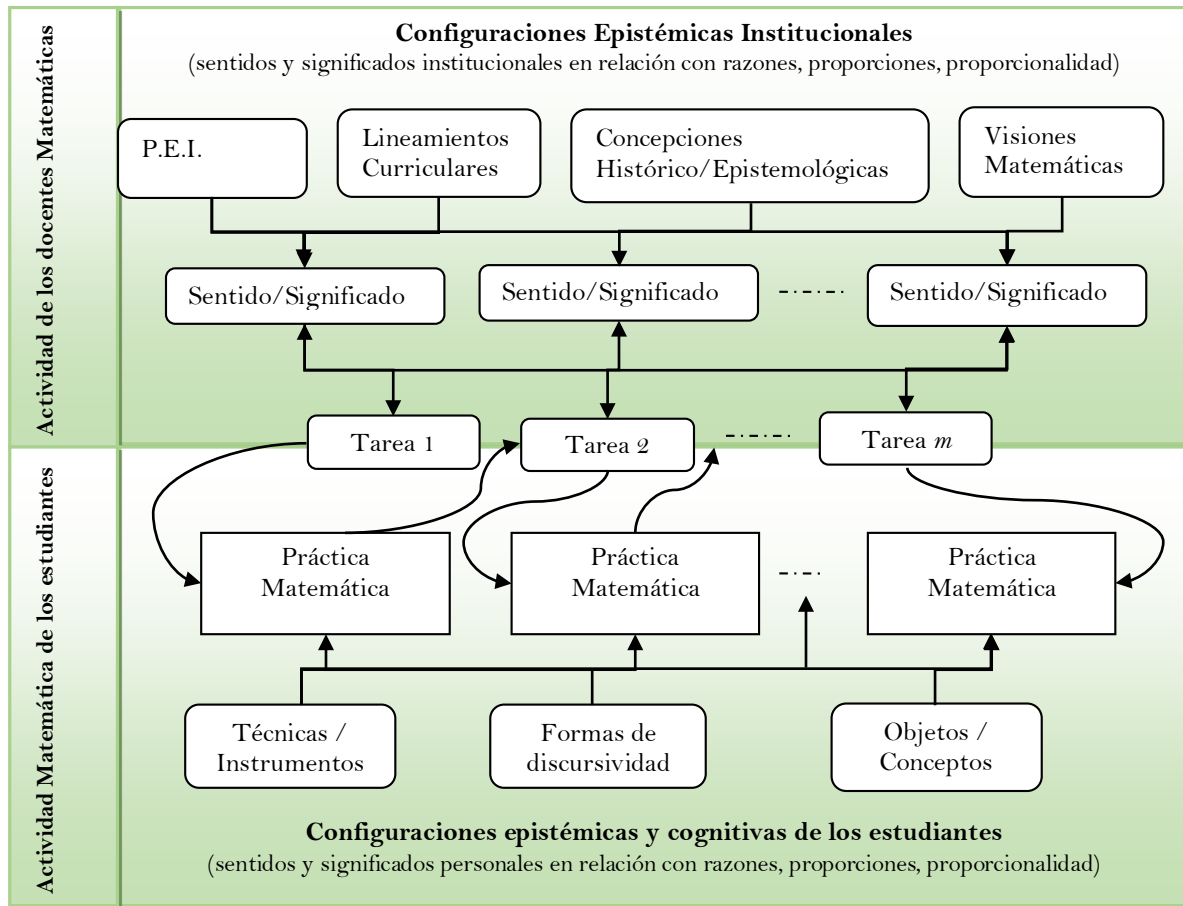 Actividad de los docentes Matemáticas
Configuraciones Epistémicas Institucionales
(sentidos y significados institucionales en relación con razones, proporciones, proporcionalidad)
P.E.I.
Lineamientos
Curriculares
Concepciones
Histórico/Epistemológicas
Visiones
Matemáticas
Sentido/Significado
Sentido/Significado
Sentido/Significado
Tarea 1
Tarea 2
Tarea m
Actividad Matemática de los estudiantes
Práctica
Matemática
Práctica
Matemática
Práctica
Matemática
Técnicas /
Instrumentos
Formas de
discursividad
Objetos /
Conceptos
Configuraciones epistémicas y cognitivas de los estudiantes
(sentidos y significados personales en relación con razones, proporciones, proporcionalidad)